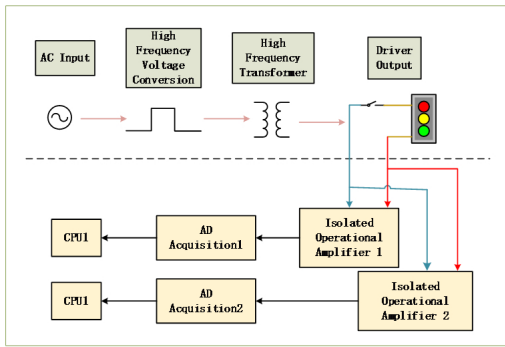 AC Input
High
Frequency
Voltage
Conversion
High
Frequency
Transformer
Driver
Output
CPU1
AD
Acquisition1
Isolated
Operational
Amplifier 1
CPU1
AD
Acquisition2
Isolated
Operational
Amplifier 2